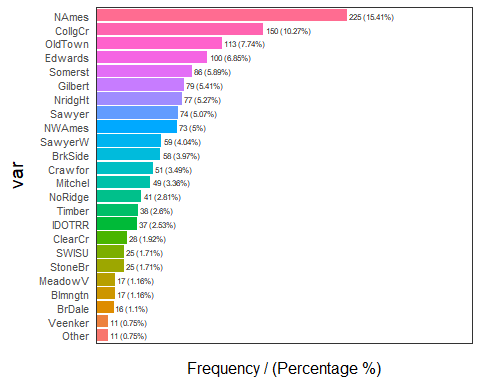 NAmes 225 (15.41%)
CollgCr 150 (10.27%)
OldTown 113 (7.74%)
Edwards 100 (6.85%)
Somerst 86 (5.89%)
Gilbert 79 (5.41%)
NridgHt 77 (5.27%)
Sawyer 74 (5.07%)
NWAmes 73 (5%)
SawyerW 59 (4.04%)
BrkSide 58 (3.97%)
Crawfor 51 (3.49%)
Mitchel 49 (3.36%)
NoRidge 41 (2.81%)
Timber 38 (2.6%)
IDOTRR 37 (2.53%)
ClearCr 28 (1.92%)
SWISU 25 (1.71%)
StoneBr 25 (1.71%)
MeadowV 17 (1.16%)
Blmngtn 17 (1.16%)
BrDale 16 (1.1%)
Veenker 11 (0.75%)
Other 11 (0.75%)
var
Frequency / (Percentage %)